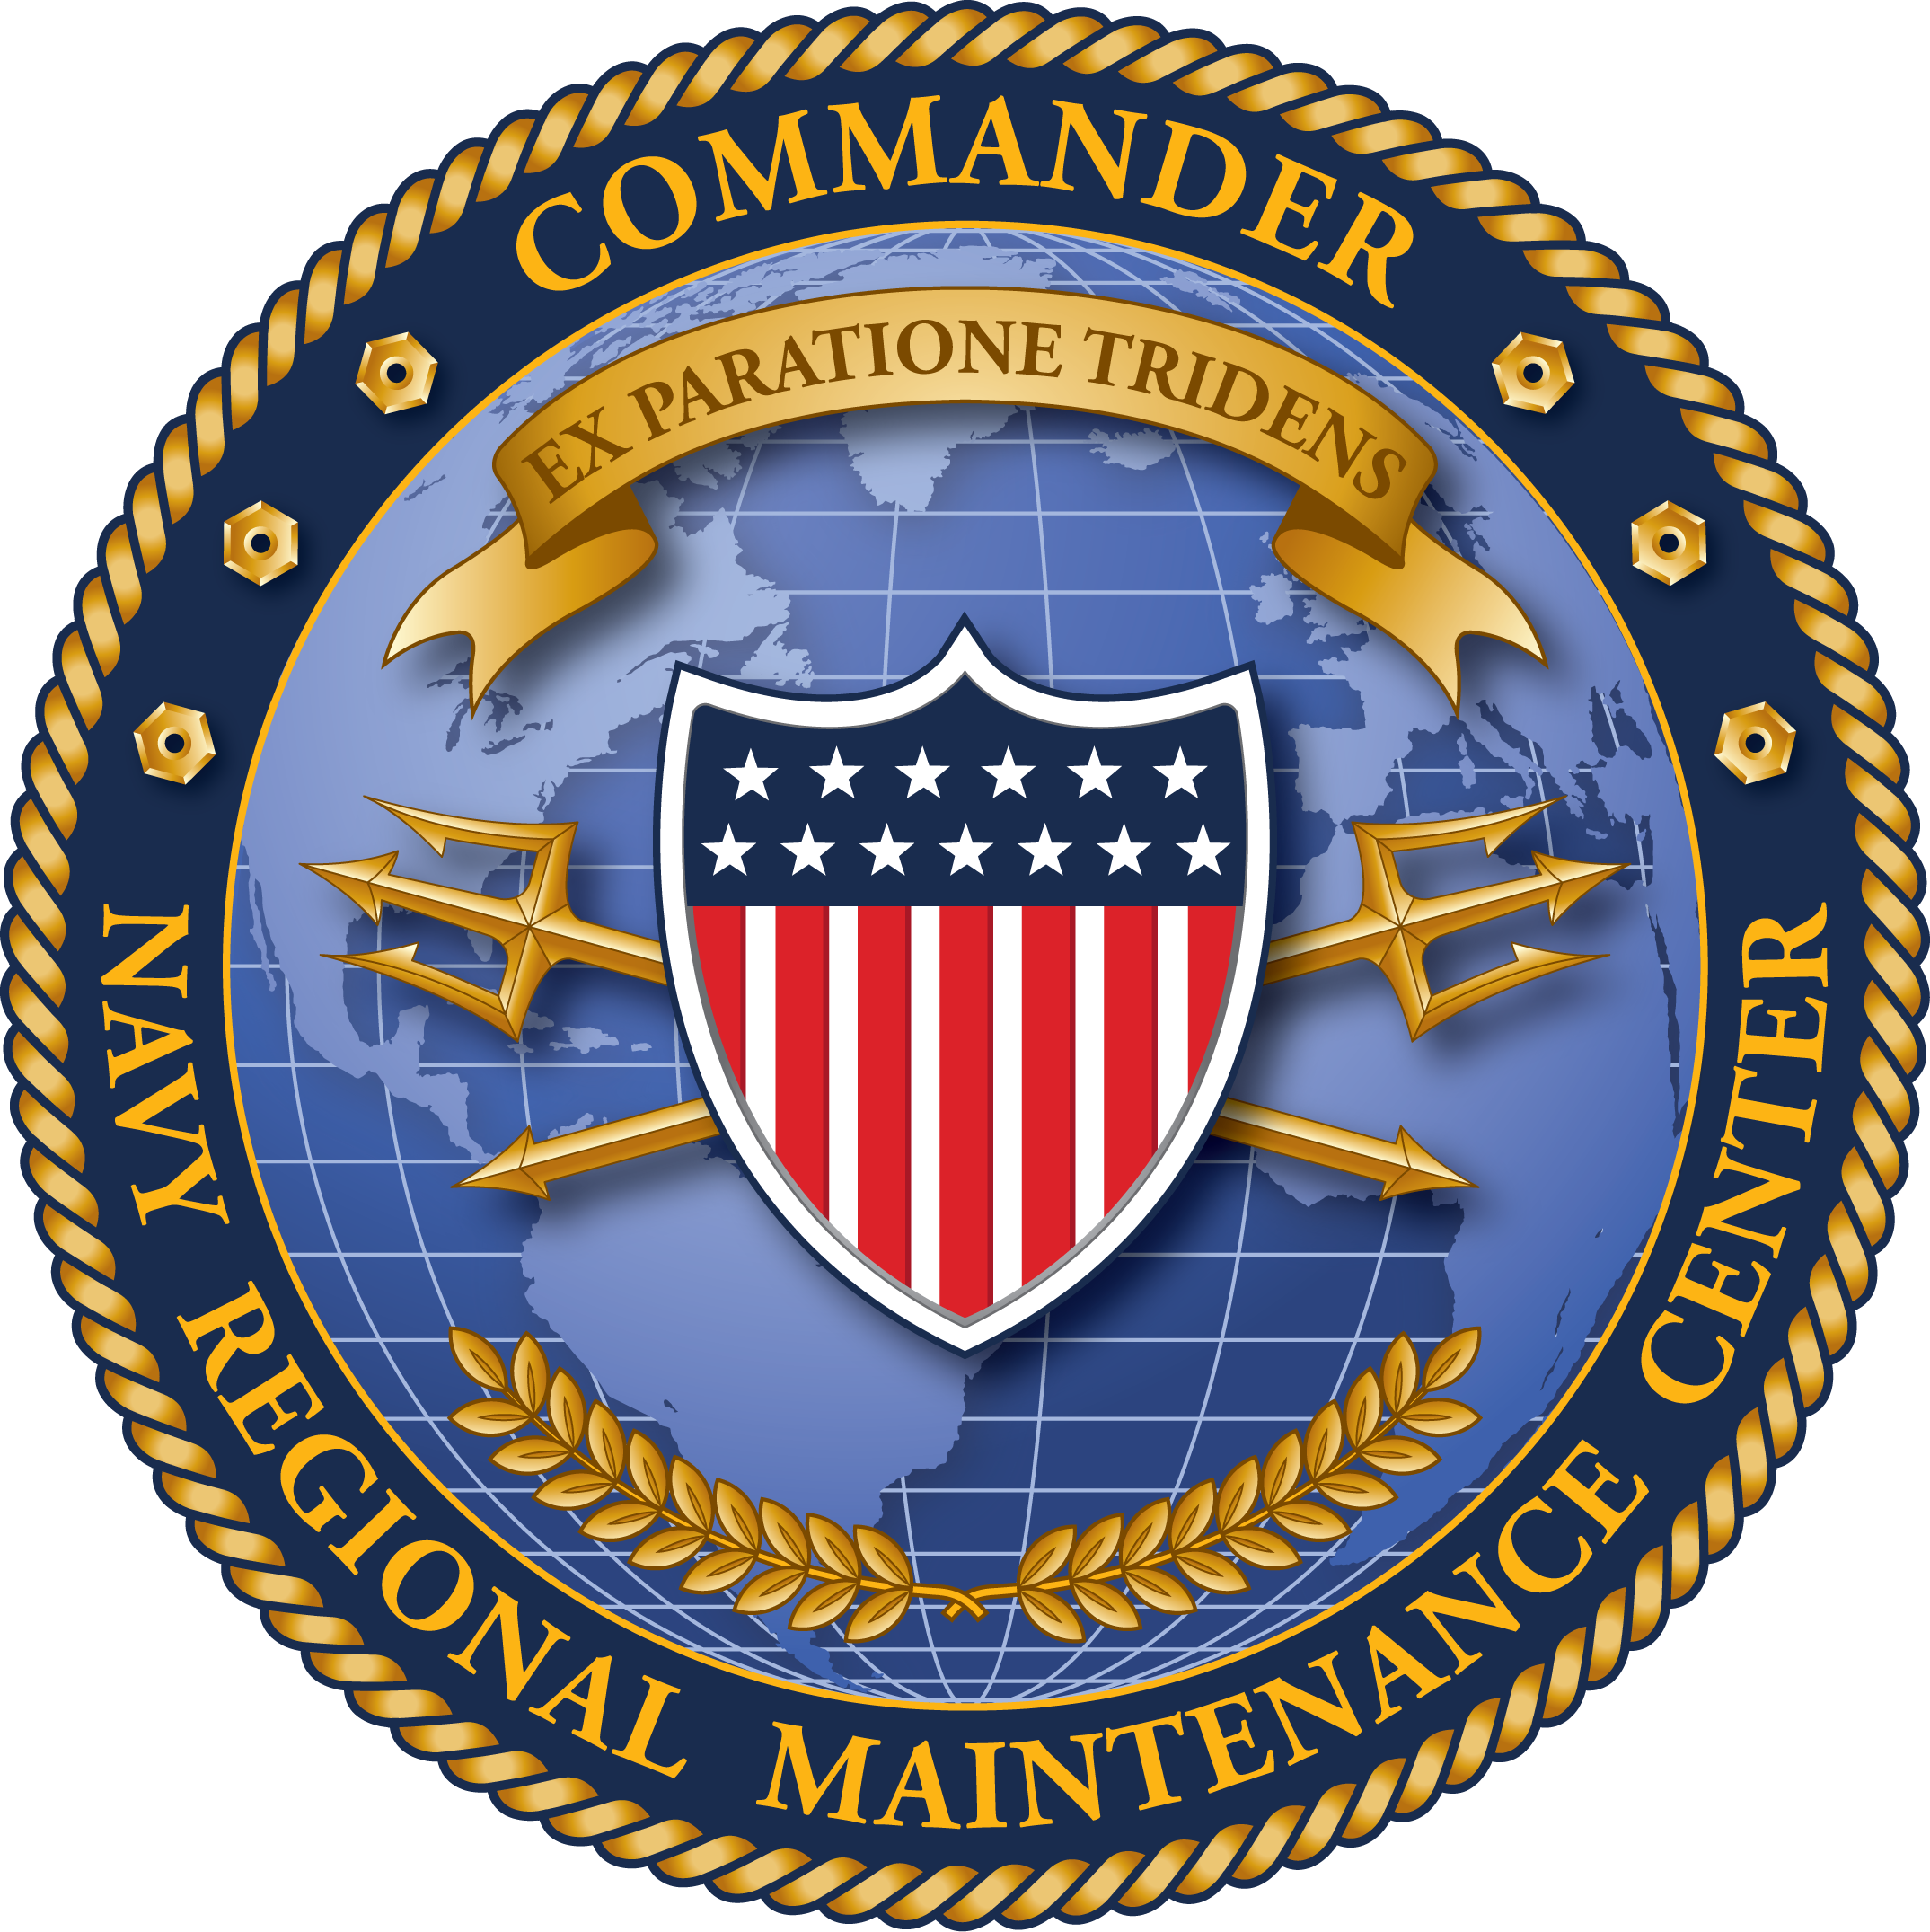 COMMANDER
EX PARATIONE TRIDENS
NAVY REGIONAL MAINTENANCE CENTER